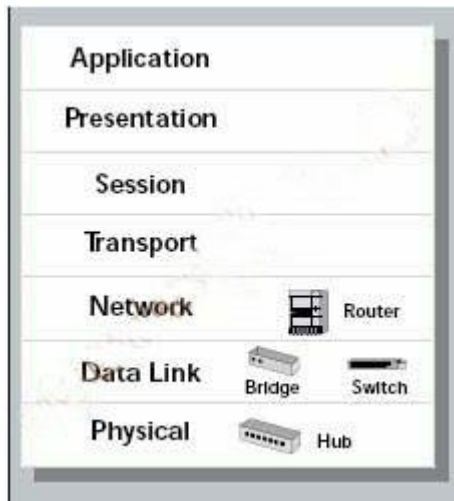 Application
Presentation
Session
Transport
Network Router
Data Link
Bridge Switch
Physical Hub